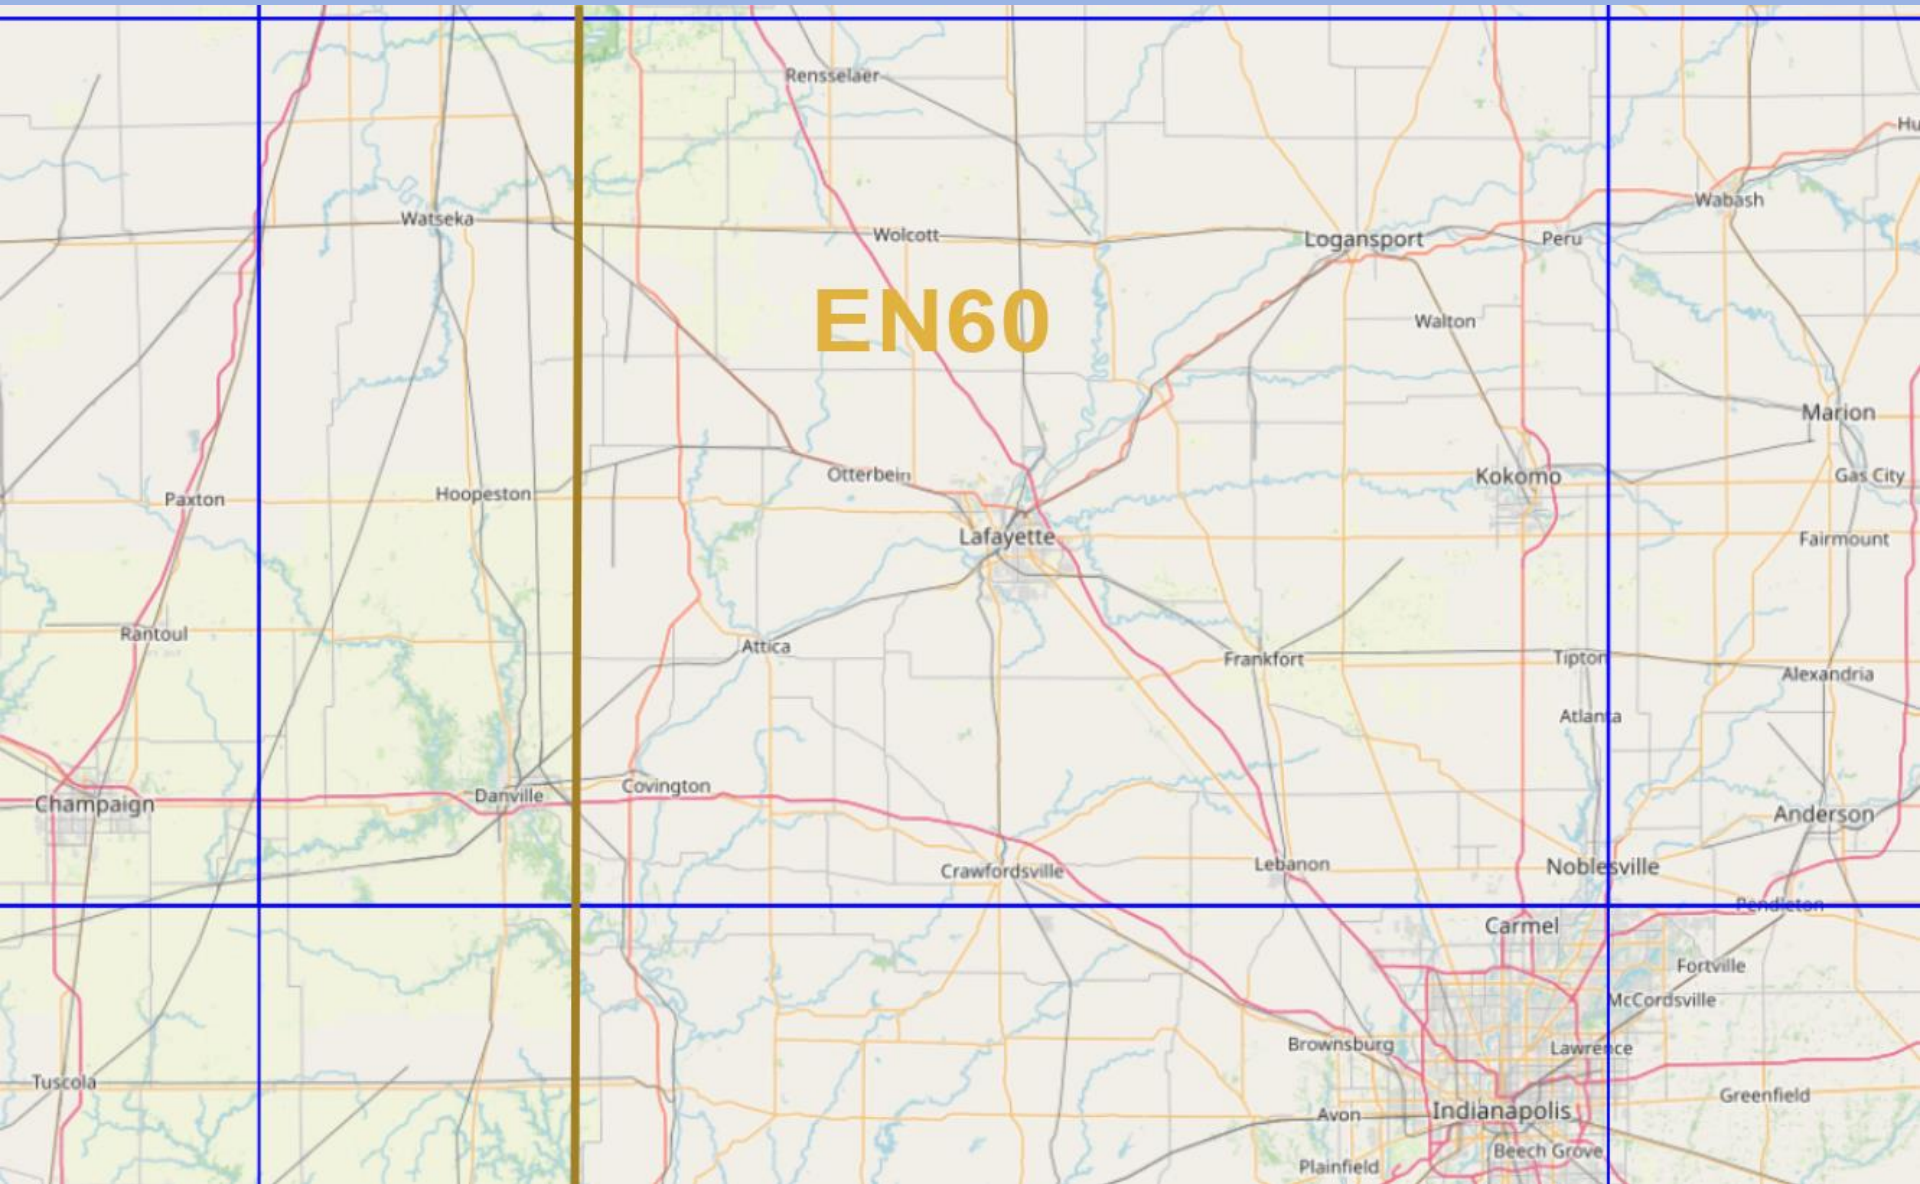 Rensselaer
Hu
Wabash
Watseka
Wolcott
Logansport
Peru
EN60
Walton
Marion
Otterbein
Kokomo
Gas City
Paxton
Hoopeston
Lafayette
Fairmount
Rantoul
Attica
Frankfort
Tipton
Alexandria
Atlanta
Covington
Danville
Champaign
Anderson
Crawfordsville
Lebanon
Noblesville
Pendleton
Carmel
Fortville
McCordsville
Brownsburg
Lawrence
Tuscola
Greenfield
Avon
Indianapolis
Beech Grove
Plainfield